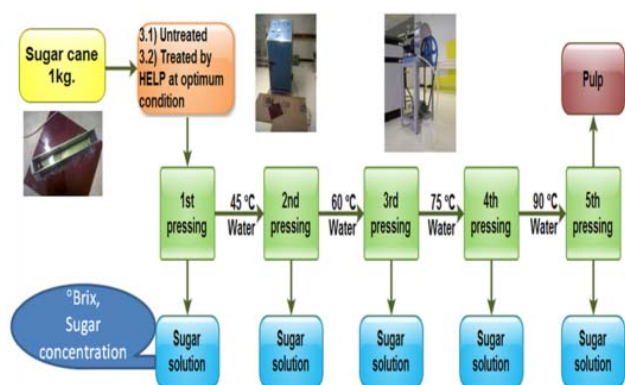 Sugar cane
1kg.
3.1) Untreated
3.2) Treated by
HELP at optimum
condition
Pulp
1st
pressing
45 °C
Water
2nd
pressing
60 °C
Water
3rd
pressing
75 °C
Water
4th
pressing
90 °C
Water
5th
pressing
°Brix,
Sugar
concentration
Sugar
solution
Sugar
solution
Sugar
solution
Sugar
solution
Sugar
solution